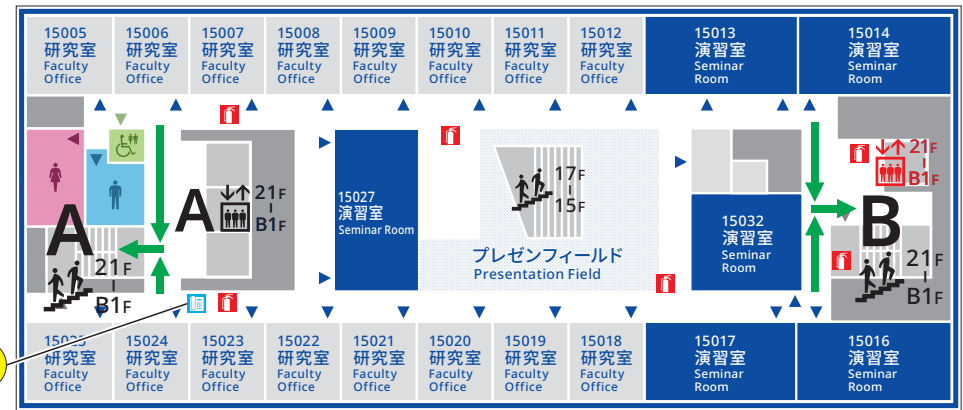 15005
研究室
Faculty
Office
15006
研究室
Faculty
Office
15007
研究室
Faculty
Office
15008
研究室
Faculty
Office
15009
研究室
Faculty
Office
15010
研究室
Faculty
Office
15011
研究室
Faculty
Office
15012
研究室
Faculty
Office
15013
演習室
Seminar
Room
15014
演習室
Seminar
Room
A
21F
B1F
A
21F
B1F
15027
演習室
Seminar Room
17F
15F
プレゼンフィールド
Presentation Field
15032
演習室
Seminar
Room
21F
B1F
B
21F
B1F
研究室
Faculty
Office
15024
研究室
Faculty
Office
15023
研究室
Faculty
Office
15022
研究室
Faculty
Office
15021
研究室
Faculty
Office
15020
研究室
Faculty
Office
15019
研究室
Faculty
Office
15018
研究室
Faculty
Office
15017
演習室
Seminar
Room
15016
演習室
Seminar
Room